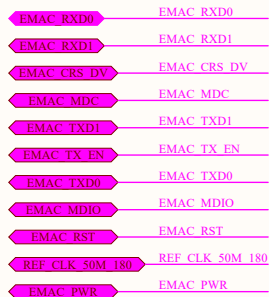 EMAC_RXD0 EMAC_RXD0
EMAC_RXD1 EMAC_RXD1
EMAC_CRS_DV EMAC_CRS_DV
EMAC_MDC EMAC_MDC
EMAC_TXD1 EMAC_TXD1
EMAC_TX_EN EMAC_TX_EN
EMAC_TXD0 EMAC_TXD0
EMAC_MDIO EMAC_MDIO
EMAC_RST EMAC_RST
REF_CLK_50M_180 REF_CLK_50M_180
EMAC_PWR EMAC_PWR